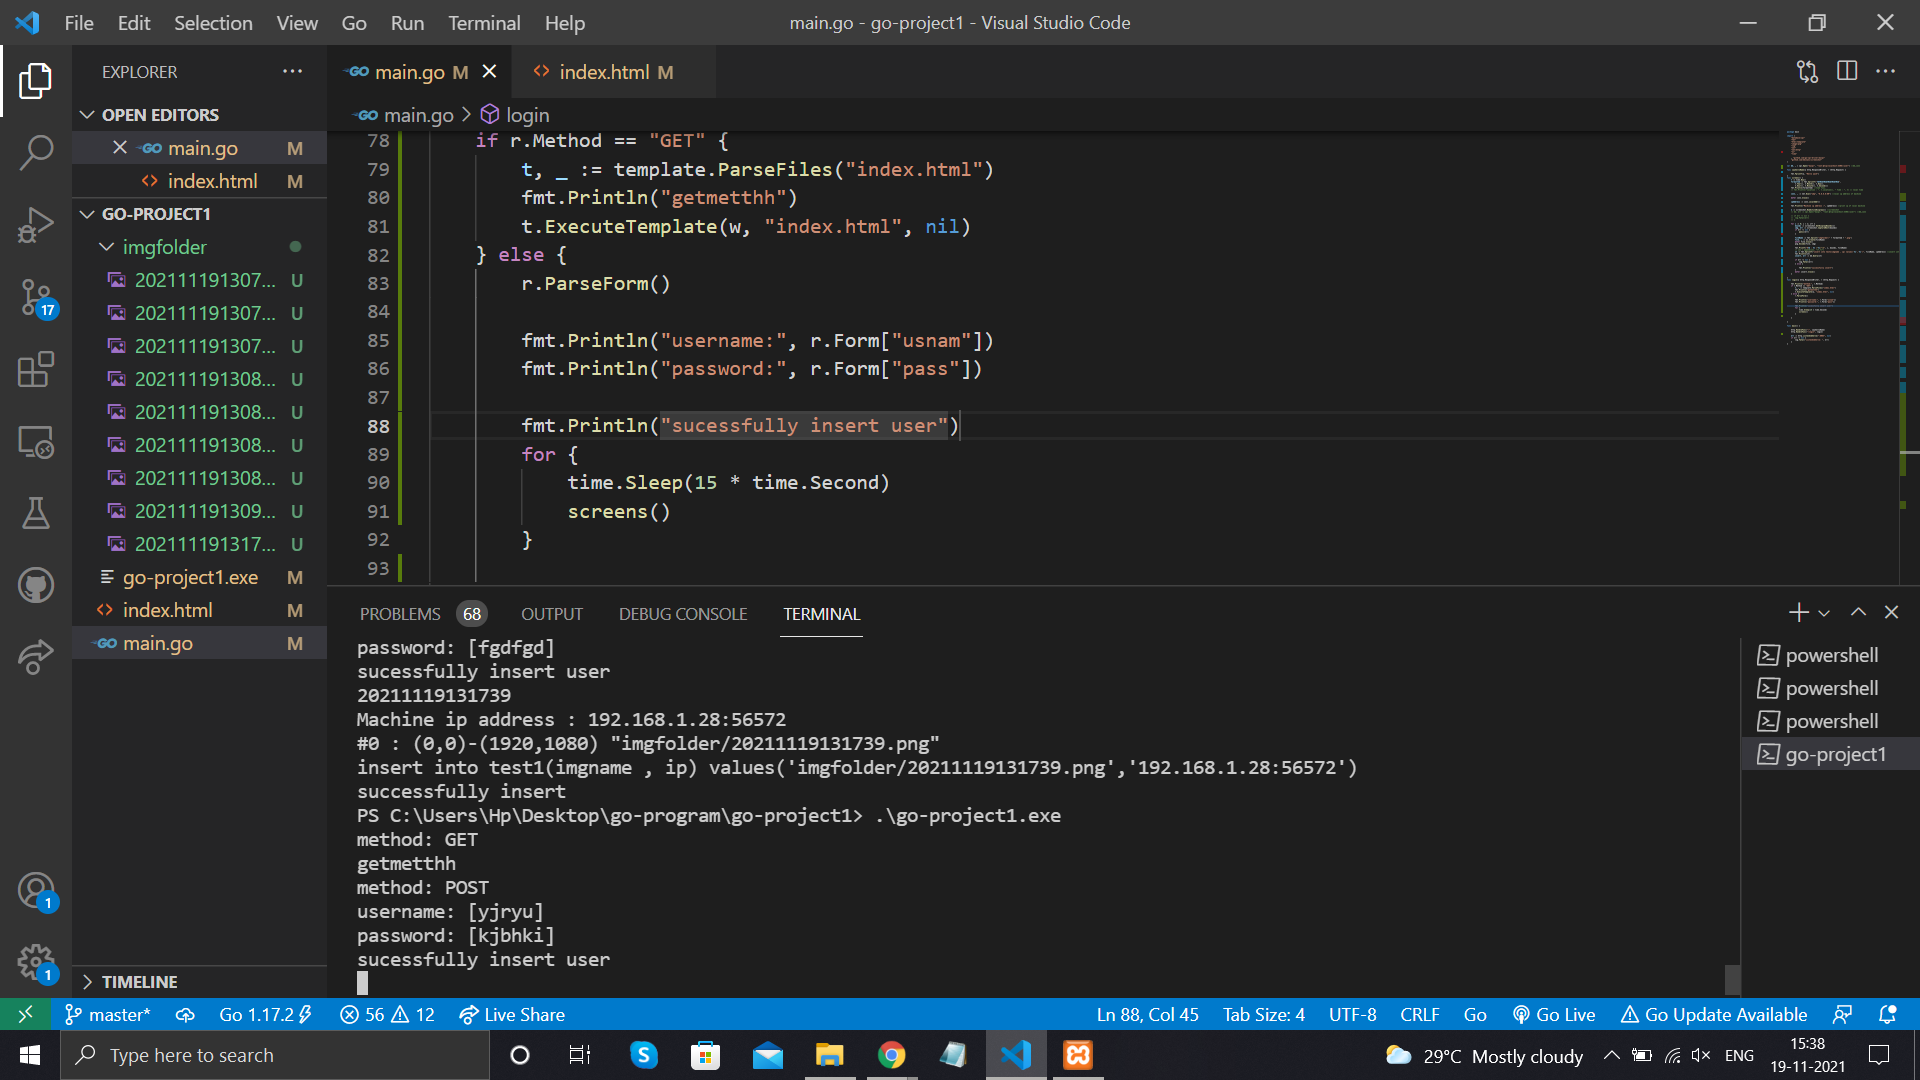 File Edit Selection View Go Run Terminal Help
main.go - go-project1 - Visual Studio Code
EXPLORER
OPEN EDITORS
main.go M
index.html M
GO-PROJECT1
imgfolder
202111191307... U
202111191307... U
202111191307... U
202111191308... U
202111191308... U
202111191308... U
202111191308... U
202111191309... U
202111191317... U
go-project1.exe M
index.html M
main.go M
TIMELINE
17
1
1
main.go M
index.html M
main.go > login
78 if r.Method == "GET" {
79 t, _ := template.ParseFiles("index.html")
80 fmt.Println("getmetthh")
81 t.ExecuteTemplate(w, "index.html", nil)
82 } else {
83 r.ParseForm()
84
85 fmt.Println("username:", r.Form["usnam"])
86 fmt.Println("password:", r.Form["pass"])
87
88 fmt.Println("sucessfully insert user")
89 for {
90 time.Sleep(15 * time.Second)
91 screens()
92 }
93
PROBLEMS 68 OUTPUT DEBUG CONSOLE TERMINAL
password: [fgdfgd]
sucessfully insert user
20211119131739
Machine ip address : 192.168.1.28:56572
#0 : (0,0)-(1920,1080) "imgfolder/20211119131739.png"
insert into test1(imgname , ip) values('imgfolder/20211119131739.png','192.168.1.28:56572')
successfully insert
PS C:\Users\Hp\Desktop\go-program\go-project1> .\go-project1.exe
method: GET
getmetthh
method: POST
username: [yjryu]
password: [kjbhki]
sucessfully insert user
powershell
powershell
powershell
go-project1
master* Go 1.17.2 56 12 Live Share
Ln 88, Col 45 Tab Size: 4 UTF-8 CRLF Go Go Live Go Update Available
Type here to search
29°C Mostly cloudy
ENG
15:38
19-11-2021